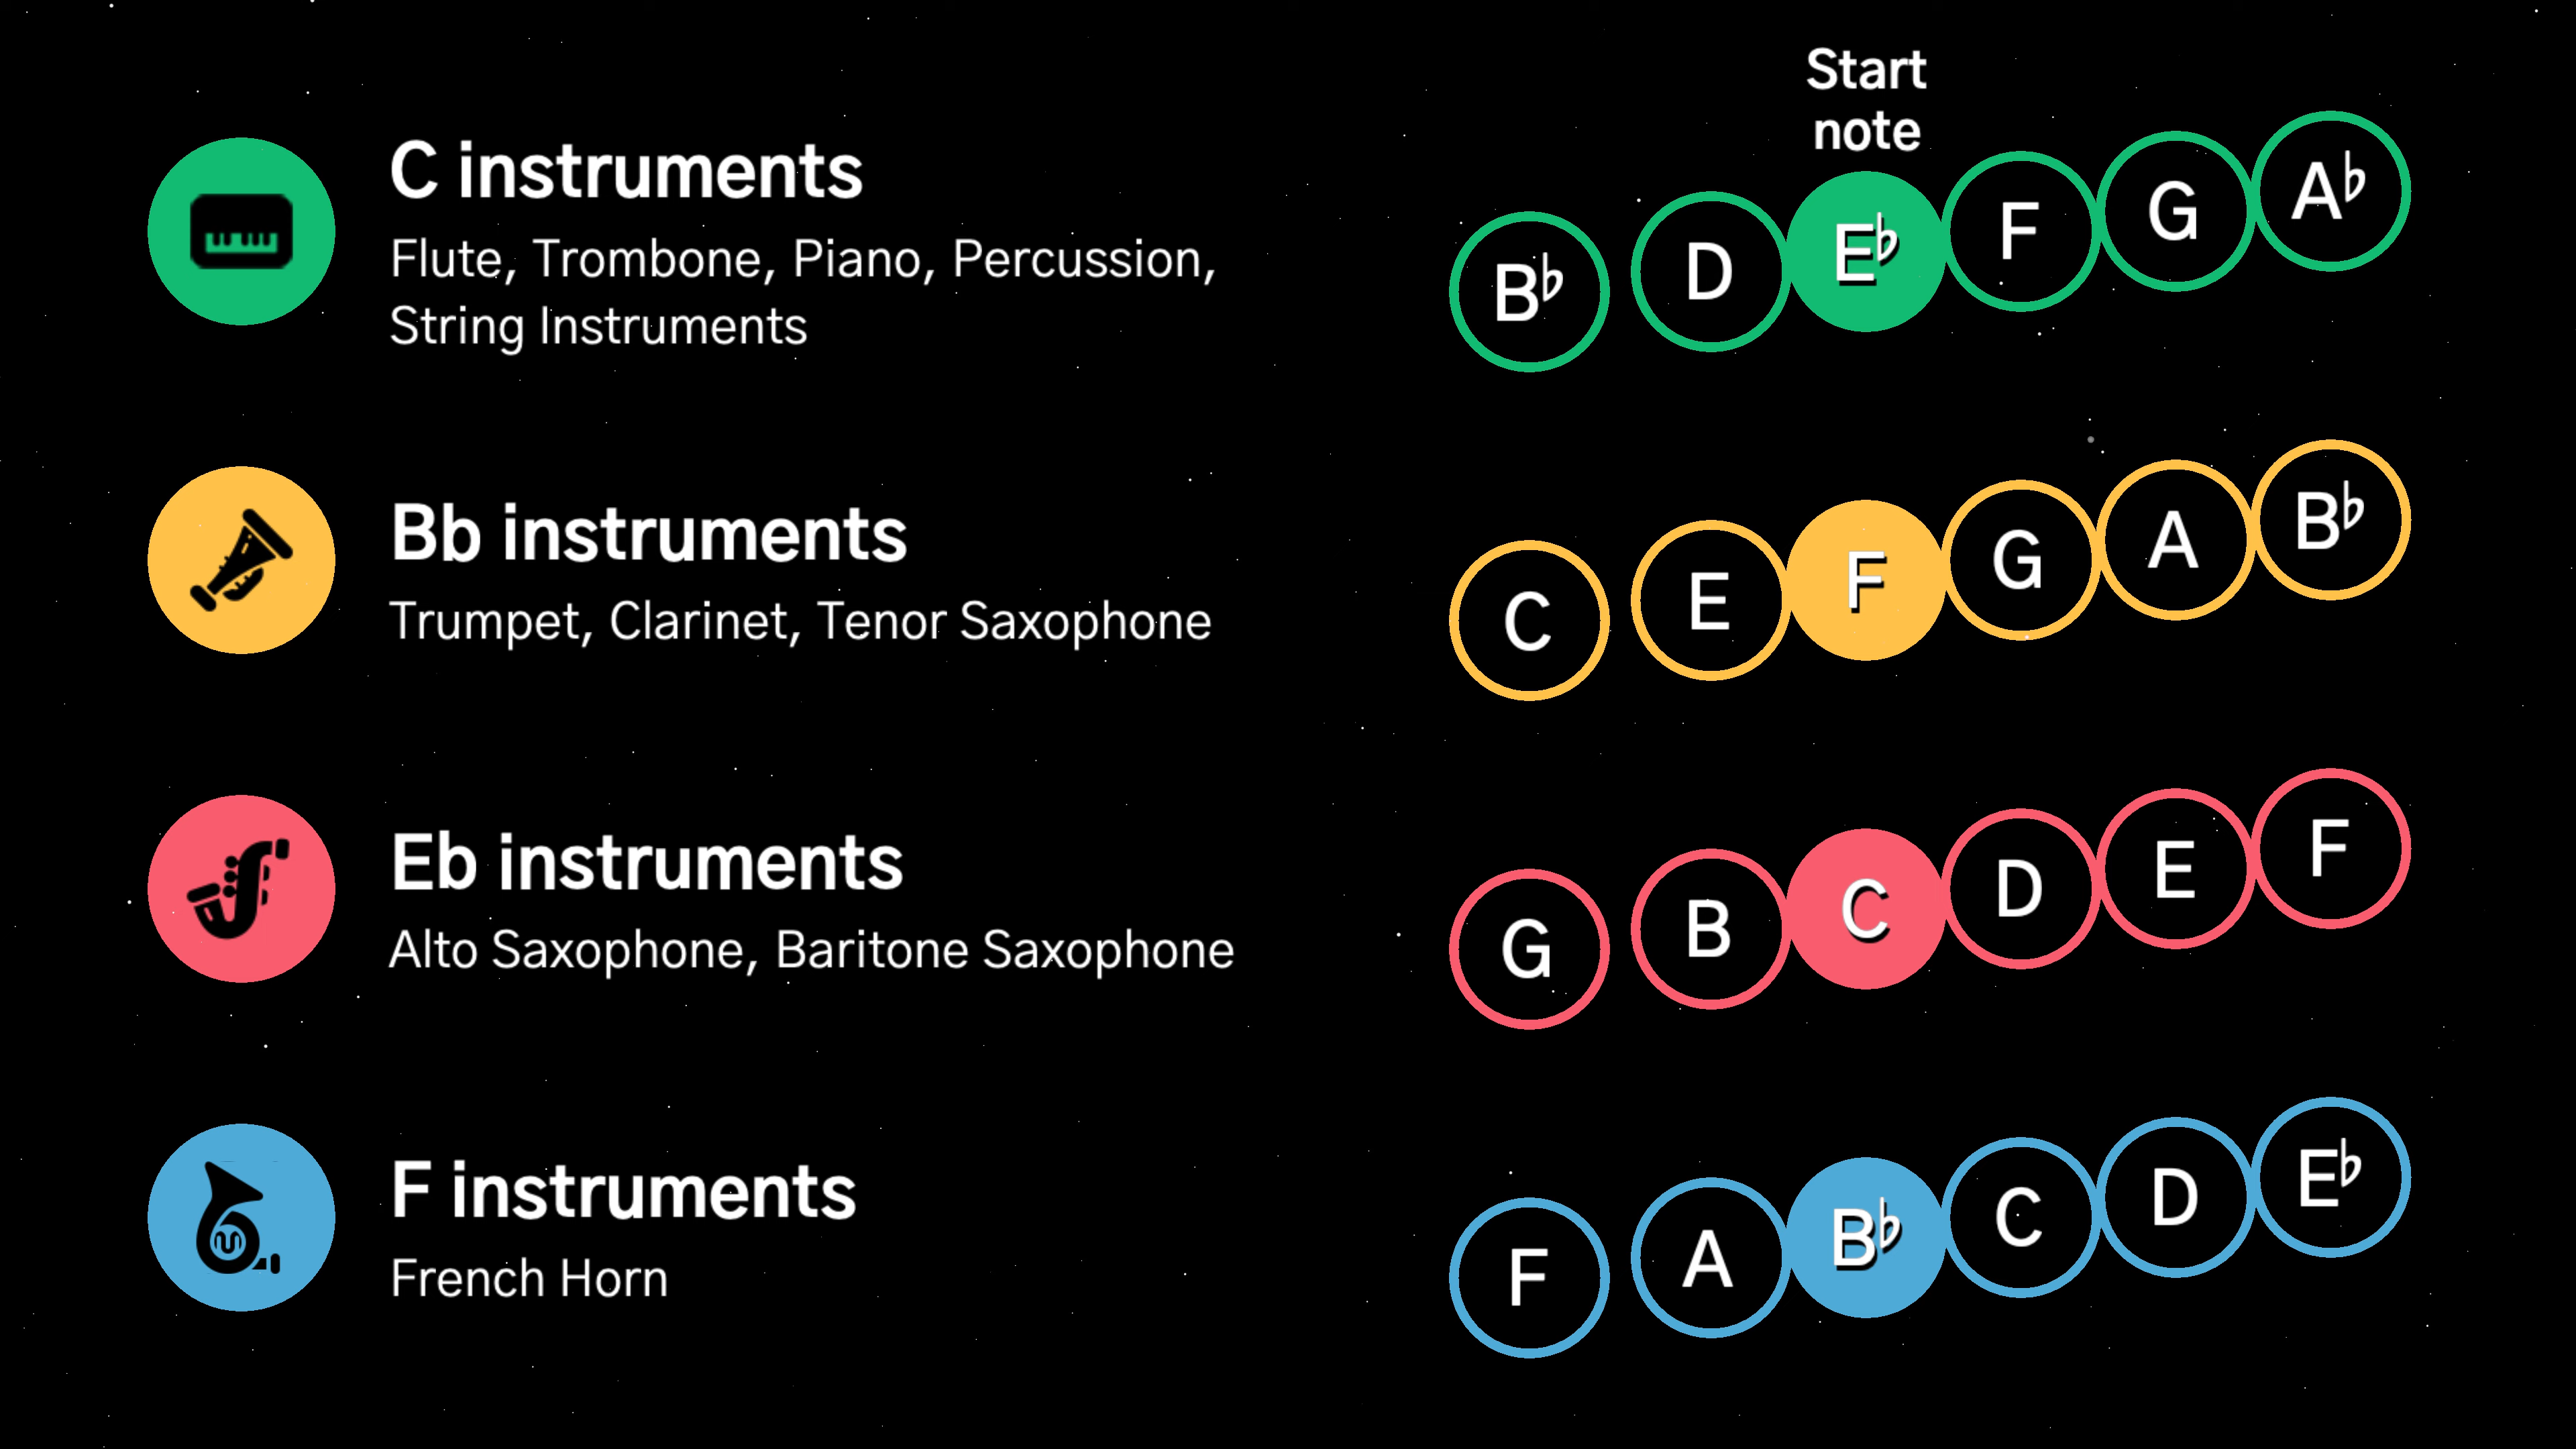 Start
note
C instruments
Flute, Trombone, Piano, Percussion,
String Instruments
B♭ D E♭ F G A♭
Bb instruments
Trumpet, Clarinet, Tenor Saxophone
C E F G A B♭
Eb instruments
Alto Saxophone, Baritone Saxophone
G B C D E F
F instruments
French Horn
F A B♭ C D E♭